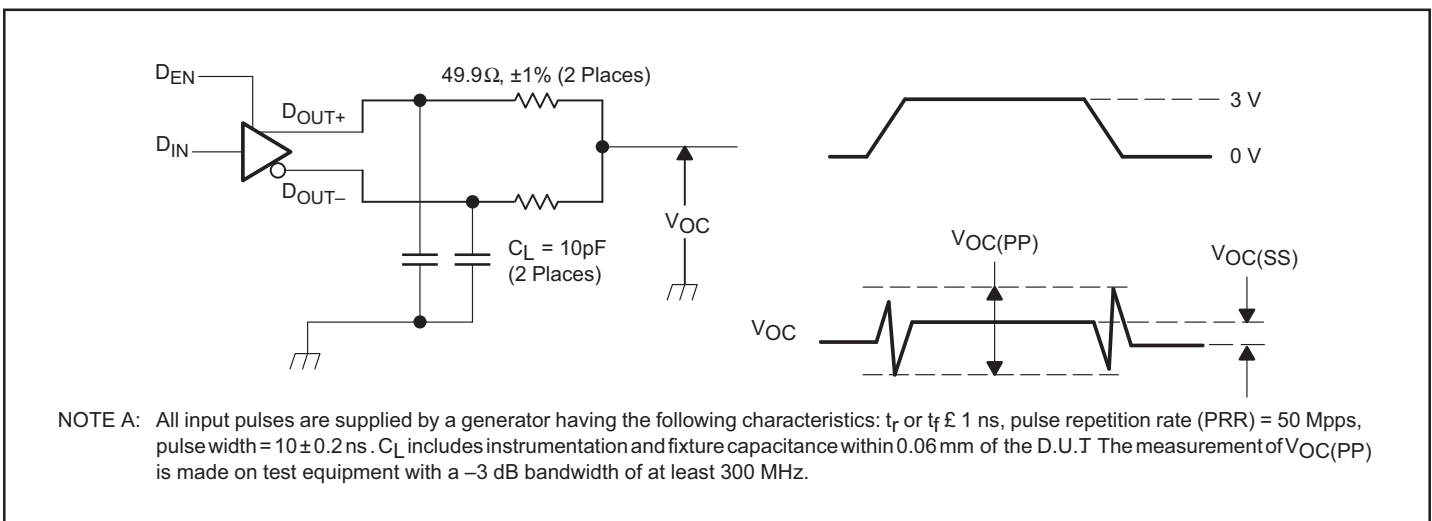 DEN
DIN
DOUT+
DOUT–
49.9Ω, ±1% (2 Places)
CL = 10pF
(2 Places)
VOC
3 V
0 V
VOC(PP)
VOC(SS)
VOC
NOTE A: All input pulses are supplied by a generator having the following characteristics: tr or tf £ 1 ns, pulse repetition rate (PRR) = 50 Mpps,
pulse width = 10 ± 0.2 ns . CL includes instrumentation and fixture capacitance within 0.06 mm of the D.U.T The measurement of VOC(PP)
is made on test equipment with a –3 dB bandwidth of at least 300 MHz.